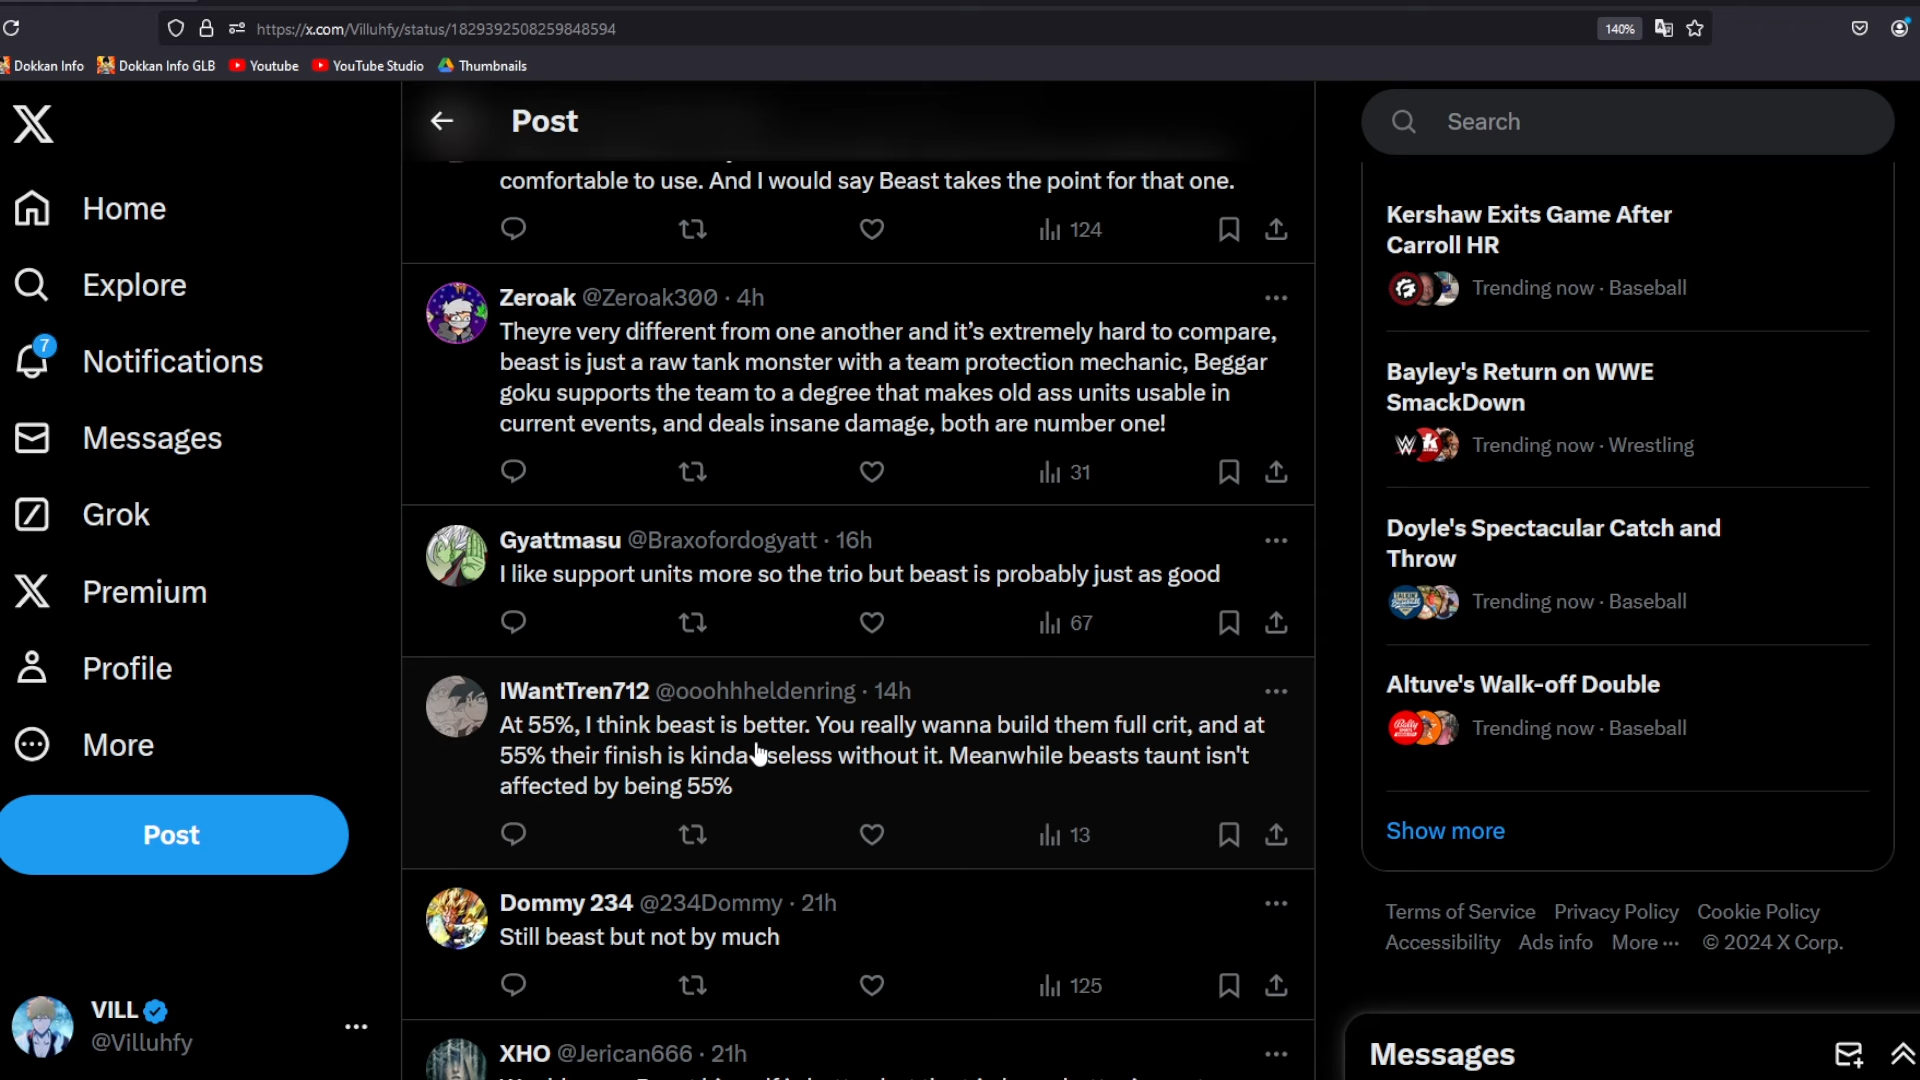 https://x.com/Villuhfy/status/1829392508259848594
140%
Dokkan Info
Dokkan Info GLB
Youtube
YouTube Studio
Thumbnails
Home
Explore
7
Notifications
Messages
Grok
Premium
Profile
More
Post
VILL
@Villuhfy
Post
comfortable to use. And I would say Beast takes the point for that one.
124
Zeroak @Zeroak300 · 4h
Theyre very different from one another and it’s extremely hard to compare,
beast is just a raw tank monster with a team protection mechanic, Beggar
goku supports the team to a degree that makes old ass units usable in
current events, and deals insane damage, both are number one!
31
Gyattmasu @Braxofordogyatt · 16h
I like support units more so the trio but beast is probably just as good
67
IWantTren712 @ooohhheldenring · 14h
At 55%, I think beast is better. You really wanna build them full crit, and at
55% their finish is kinda useless without it. Meanwhile beasts taunt isn't
affected by being 55%
13
Dommy 234 @234Dommy · 21h
Still beast but not by much
125
XHO @Jerican666 · 21h
Search
Kershaw Exits Game After
Carroll HR
Trending now · Baseball
Bayley's Return on WWE
SmackDown
Trending now · Wrestling
Doyle's Spectacular Catch and
Throw
Trending now · Baseball
Altuve's Walk-off Double
Trending now · Baseball
Show more
Terms of Service Privacy Policy Cookie Policy
Accessibility Ads info More ··· © 2024 X Corp.
Messages